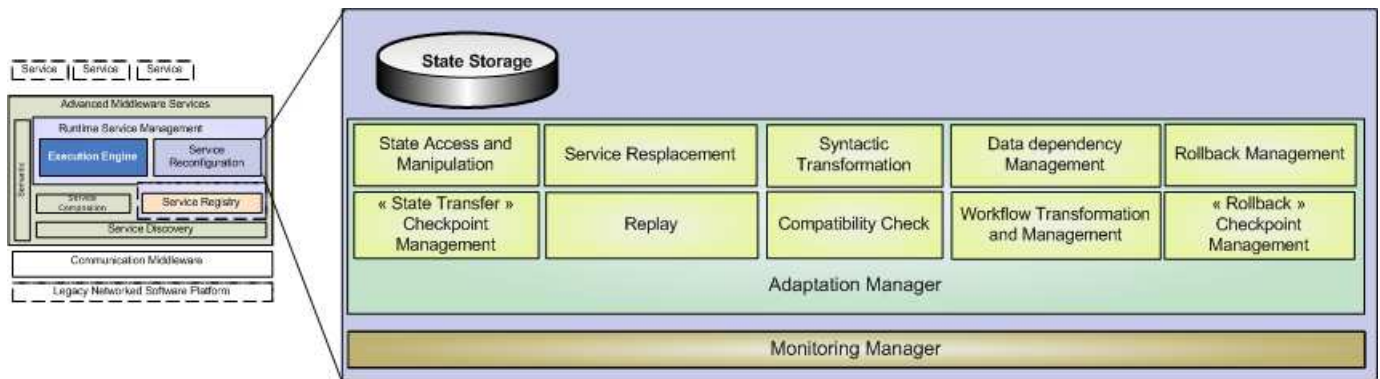 Service Service Service
Advanced Middleware Services
Runtime Service Management
Execution Engine
Service
Reconfiguration
Service
Service Registry
Service Discovery
Communication Middleware
Legacy Networked Software Platform
State Storage
State Access and
Manipulation
Service Resplacement
Syntactic
Transformation
Data dependency
Management
Rollback Management
« State Transfer »
Checkpoint
Management
Replay
Compatibility Check
Workflow Transformation
and Management
« Rollback »
Checkpoint
Management
Adaptation Manager
Monitoring Manager